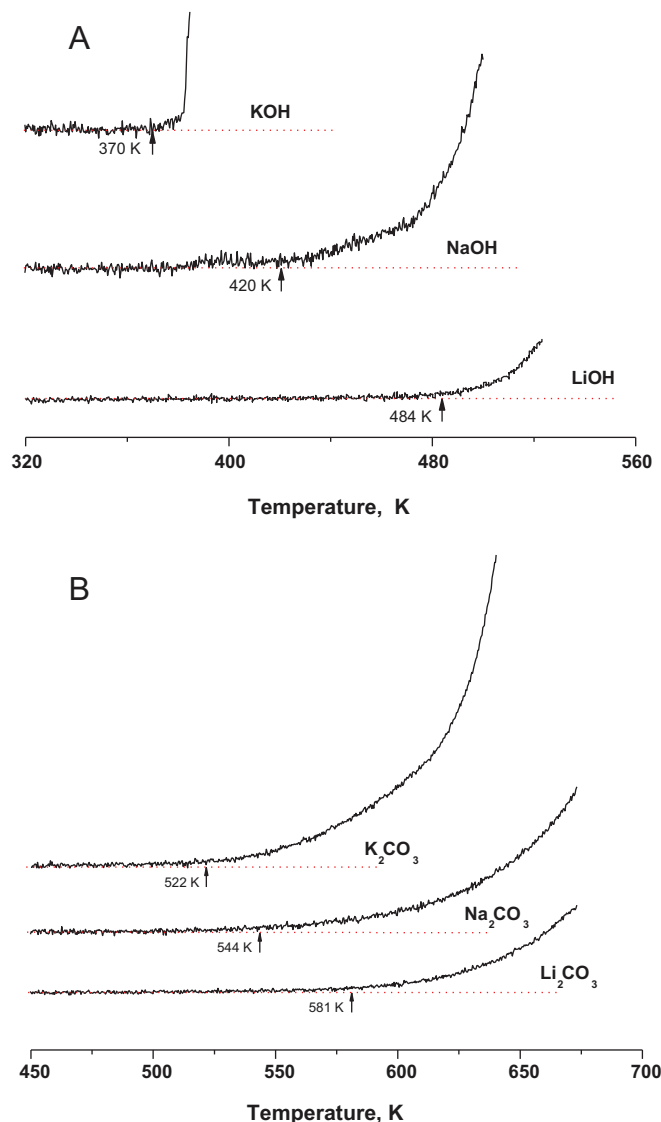 A
KOH
370 K
NaOH
420 K
LiOH
484 K
320 400 480 560
Temperature, K
B
K₂CO₃
522 K
Na₂CO₃
544 K
Li₂CO₃
581 K
450 500 550 600 650 700
Temperature, K